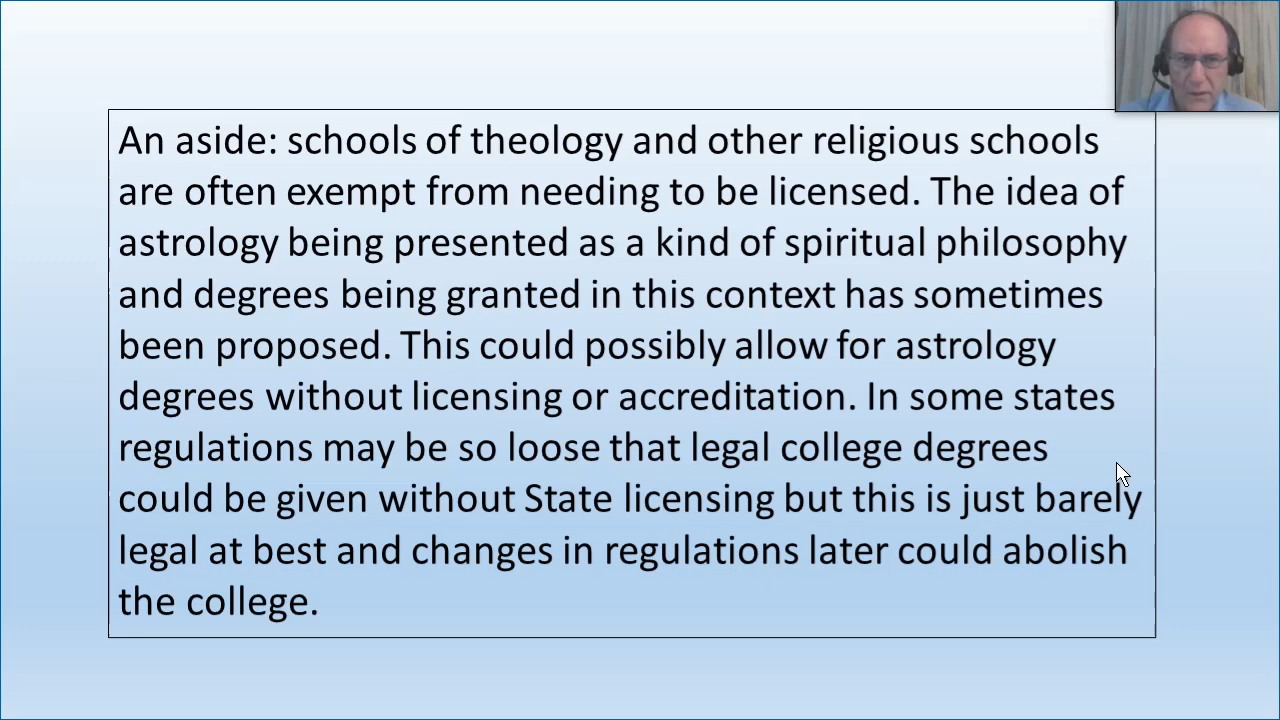 An aside: schools of theology and other religious schools
are often exempt from needing to be licensed. The idea of
astrology being presented as a kind of spiritual philosophy
and degrees being granted in this context has sometimes
been proposed. This could possibly allow for astrology
degrees without licensing or accreditation. In some states
regulations may be so loose that legal college degrees
could be given without State licensing but this is just barely
legal at best and changes in regulations later could abolish
the college.